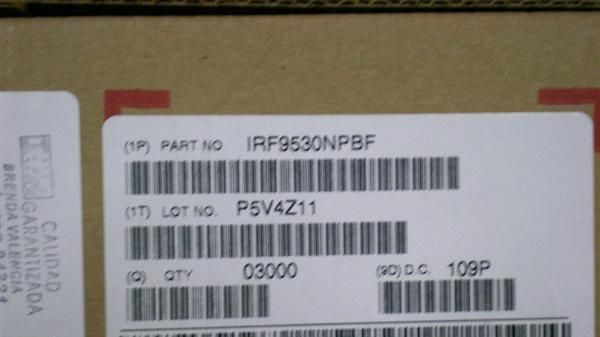 (1P) PART NO IRF9530NPBF
(1T) LOT NO. P5V4Z11
(Q) QTY 03000 (9D) D.C. 109P
CALIDAD
GARANTIZADA
BRENDA VALENCIA